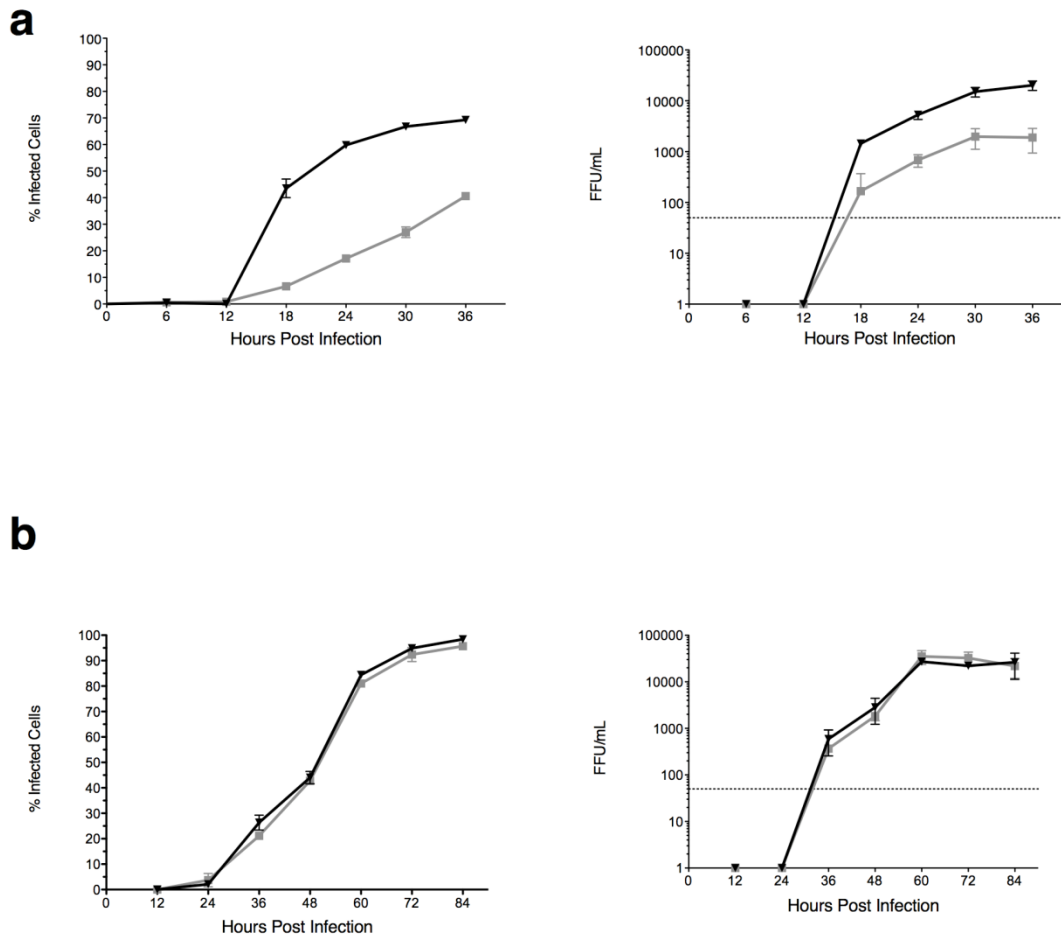 a
100
90
80
70
60
50
40
30
20
10
0
% Infected Cells
0 6 12 18 24 30 36
Hours Post Infection
100000
10000
1000
100
10
1
FFU/mL
0 6 12 18 24 30 36
Hours Post Infection
b
100
90
80
70
60
50
40
30
20
10
0
% Infected Cells
0 12 24 36 48 60 72 84
Hours Post Infection
100000
10000
1000
100
10
1
FFU/mL
0 12 24 36 48 60 72 84
Hours Post Infection